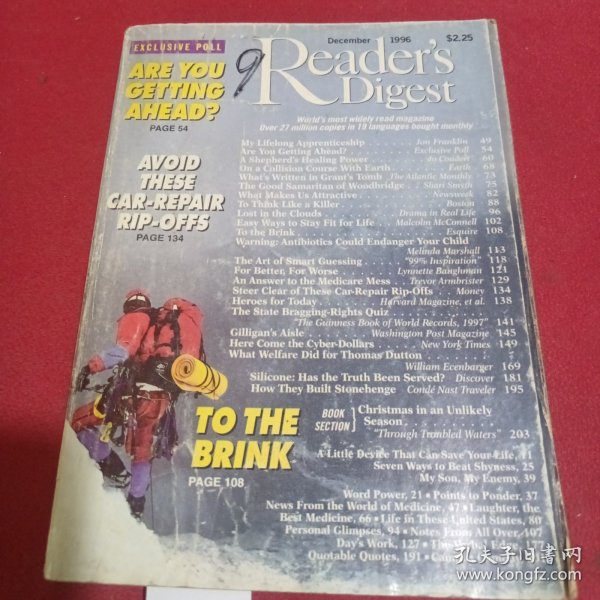 EXCLUSIVE POLL
December 1996 $2.25
9
Reader's
Digest
World's most widely read magazine
Over 27 million copies in 19 languages bought monthly
ARE YOU
GETTING
AHEAD?
PAGE 54
AVOID
THESE
CAR-REPAIR
RIP-OFFS
PAGE 134
My Lifelong Apprenticeship Jon Franklin 49
Are You Getting Ahead? Exclusive Poll 54
A Shepherd's Healing Power Jo Coudert 60
On a Collision Course With Earth Earth 68
What's Written in Grant's Tomb The Atlantic Monthly 73
The Good Samaritan of Woodbridge Shari Smyth 75
What Makes Us Attractive Newsweek 82
To Think Like a Killer Boston 88
Lost in the Clouds Drama in Real Life 96
Easy Ways to Stay Fit for Life Malcolm McConnell 102
To the Brink Esquire 108
Warning: Antibiotics Could Endanger Your Child
Melinda Marshall 113
The Art of Smart Guessing "99% Inspiration" 118
For Better, For Worse Lynnette Baughman 121
An Answer to the Medicare Mess Trevor Armbrister 129
Steer Clear of These Car-Repair Rip-Offs Money 134
Heroes for Today Harvard Magazine, et al. 138
The State Bragging-Rights Quiz
"The Guinness Book of World Records, 1997" 141
Gilligan's Aisle Washington Post Magazine 145
Here Come the Cyber-Dollars New York Times 149
What Welfare Did for Thomas Dutton
William Ecenbarger 169
Silicone: Has the Truth Been Served? Discover 181
How They Built Stonehenge Condé Nast Traveler 195
TO THE
BRINK
PAGE 108
BOOK
SECTION
Christmas in an Unlikely
Season
"Through Troubled Waters" 203
A Little Device That Can Save Your Life, 11
Seven Ways to Beat Shyness, 25
My Son, My Enemy, 39
Word Power, 21 • Points to Ponder, 37
News From the World of Medicine, 47 • Laughter, the
Best Medicine, 66 • Life in These United States, 80
Personal Glimpses, 94 • Notes From All Over, 107
Day's Work, 127 • 177
Quotable Quotes, 191 •
孔夫子旧书网
www.kongfz.com